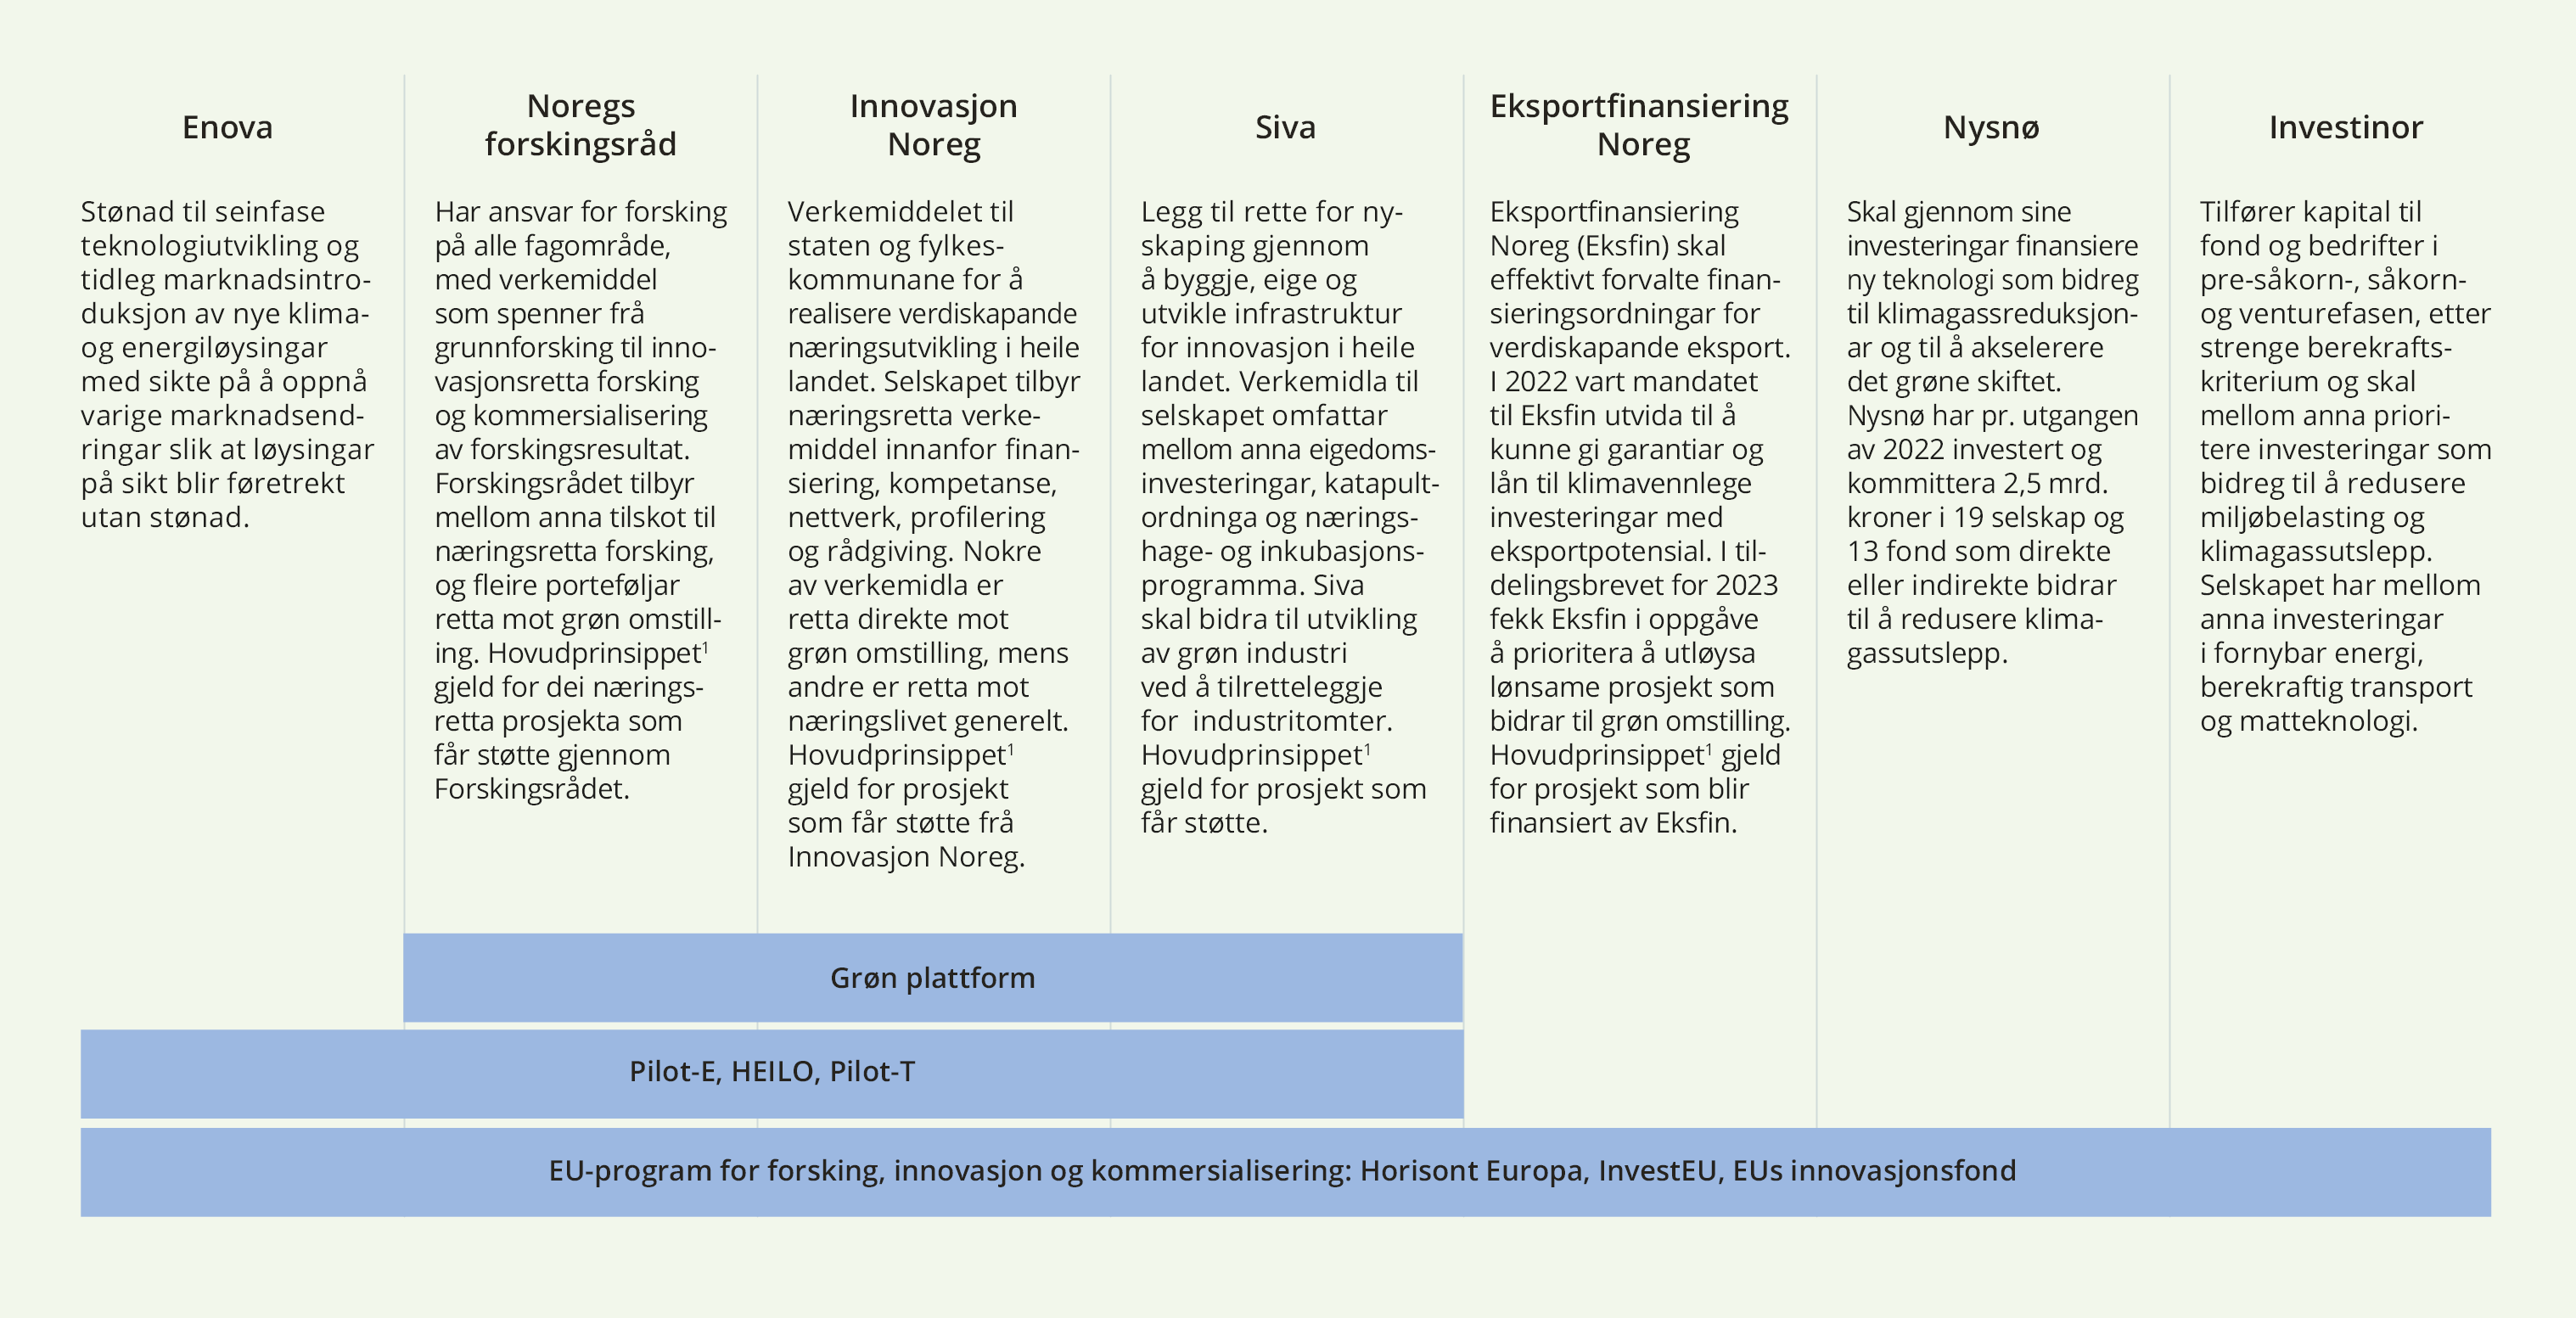 Enova
Stønad til seinfase
teknologiutvikling og
tidleg marknadsintro-
duksjon av nye klima-
og energiløysingar
med sikte på å oppnå
varige marknadsend-
ringar slik at løysingar
på sikt blir føretrekt
utan stønad.
Noregs
forskingsråd
Har ansvar for forsking
på alle fagområde,
med verkemiddel
som spenner frå
grunnforsking til inno-
vasjonsretta forsking
og kommersialisering
av forskingsresultat.
Forskingsrådet tilbyr
mellom anna tilskot til
næringsretta forsking,
og fleire porteføljar
retta mot grøn omstill-
ing. Hovudprinsippet¹
gjeld for dei nærings-
retta prosjekta som
får støtte gjennom
Forskingsrådet.
Innovasjon
Noreg
Verkemiddelet til
staten og fylkes-
kommunane for å
realisere verdiskapande
næringsutvikling i heile
landet. Selskapet tilbyr
næringsretta verke-
middel innanfor finan-
siering, kompetanse,
nettverk, profilering
og rådgiving. Nokre
av verkemidla er
retta direkte mot
grøn omstilling, mens
andre er retta mot
næringslivet generelt.
Hovudprinsippet¹
gjeld for prosjekt
som får støtte frå
Innovasjon Noreg.
Siva
Legg til rette for ny-
skaping gjennom
å byggje, eige og
utvikle infrastruktur
for innovasjon i heile
landet. Verkemidla til
selskapet omfattar
mellom anna eigedoms-
investeringar, katapult-
ordninga og nærings-
hage- og inkubasjons-
programma. Siva
skal bidra til utvikling
av grøn industri
ved å tilretteleggje
for industritomter.
Hovudprinsippet¹
gjeld for prosjekt som
får støtte.
Eksportfinansiering
Noreg
Eksportfinansiering
Noreg (Eksfin) skal
effektivt forvalte finan-
sieringsordningar for
verdiskapande eksport.
I 2022 vart mandatet
til Eksfin utvida til å
kunne gi garantiar og
lån til klimavennlege
investeringar med
eksportpotensial. I til-
delingsbrevet for 2023
fekk Eksfin i oppgåve
å prioritera å utløysa
lønsame prosjekt som
bidrar til grøn omstilling.
Hovudprinsippet¹ gjeld
for prosjekt som blir
finansiert av Eksfin.
Nysnø
Skal gjennom sine
investeringar finansiere
ny teknologi som bidreg
til klimagassreduksjon-
ar og til å akselerere
det grøne skiftet.
Nysnø har pr. utgangen
av 2022 investert og
kommittera 2,5 mrd.
kroner i 19 selskap og
13 fond som direkte
eller indirekte bidrar
til å redusere klima-
gassutslepp.
Investinor
Tilfører kapital til
fond og bedrifter i
pre-såkorn-, såkorn-
og venturefasen, etter
strenge berekrafts-
kriterium og skal
mellom anna priori-
tere investeringar som
bidreg til å redusere
miljøbelasting og
klimagassutslepp.
Selskapet har mellom
anna investeringar
i fornybar energi,
berekraftig transport
og matteknologi.
Grøn plattform
Pilot-E, HEILO, Pilot-T
EU-program for forsking, innovasjon og kommersialisering: Horisont Europa, InvestEU, EUs innovasjonsfond